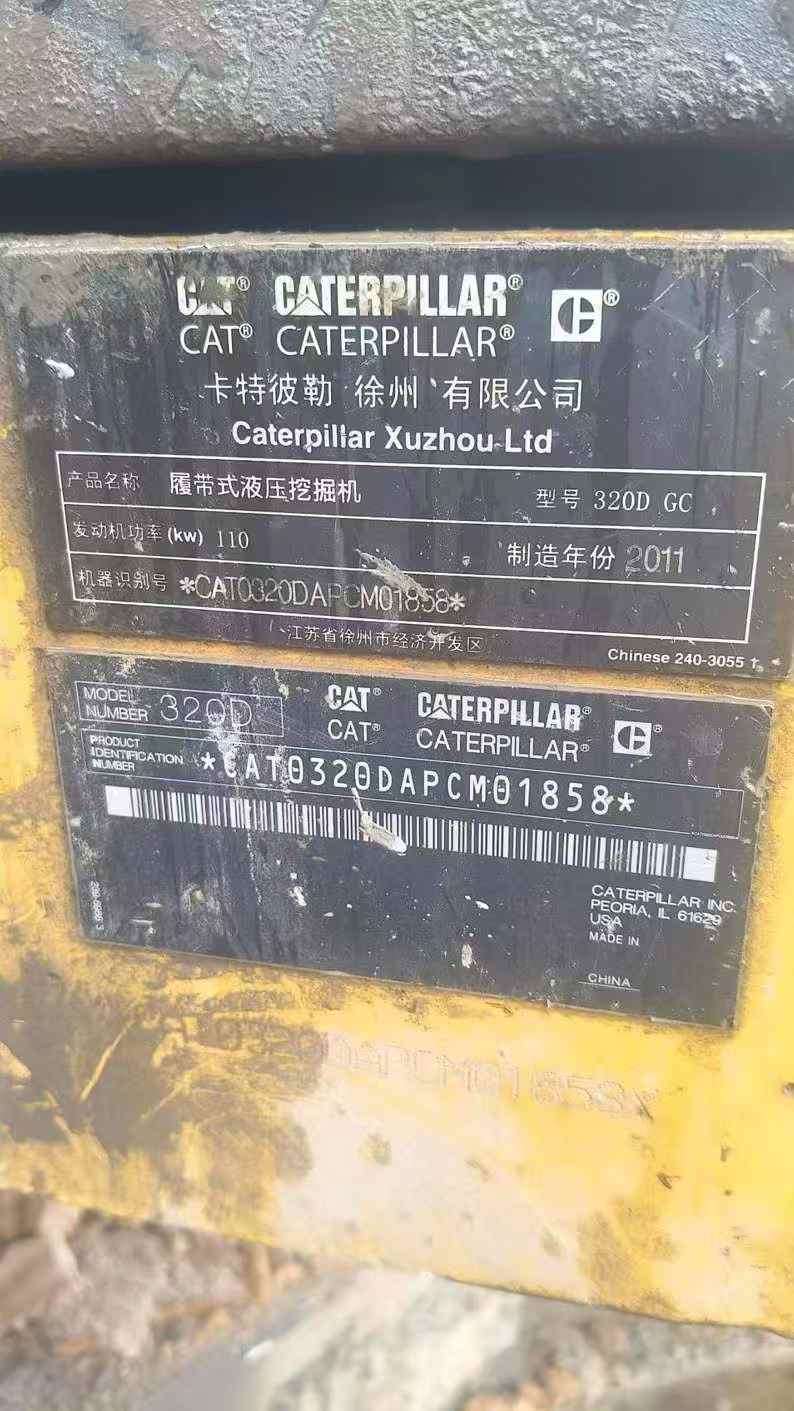 CAT® CATERPILLAR® C®
CAT® CATERPILLAR®
卡特彼勒 徐州 有限公司
Caterpillar Xuzhou Ltd
产品名称 履带式液压挖掘机 型号 320D GC
发动机功率(kw) 110 制造年份 2011
机器识别号 *CAT0320DAPCM01858*
江苏省徐州市经济开发区
Chinese 240-3055 1
MODEL NUMBER 320D
CAT® CATERPILLAR® C®
CAT® CATERPILLAR®
PRODUCT IDENTIFICATION NUMBER *CAT0320DAPCM01858*
CATERPILLAR INC.
PEORIA, IL 61629
USA
MADE IN
CHINA
DAPCM01858*